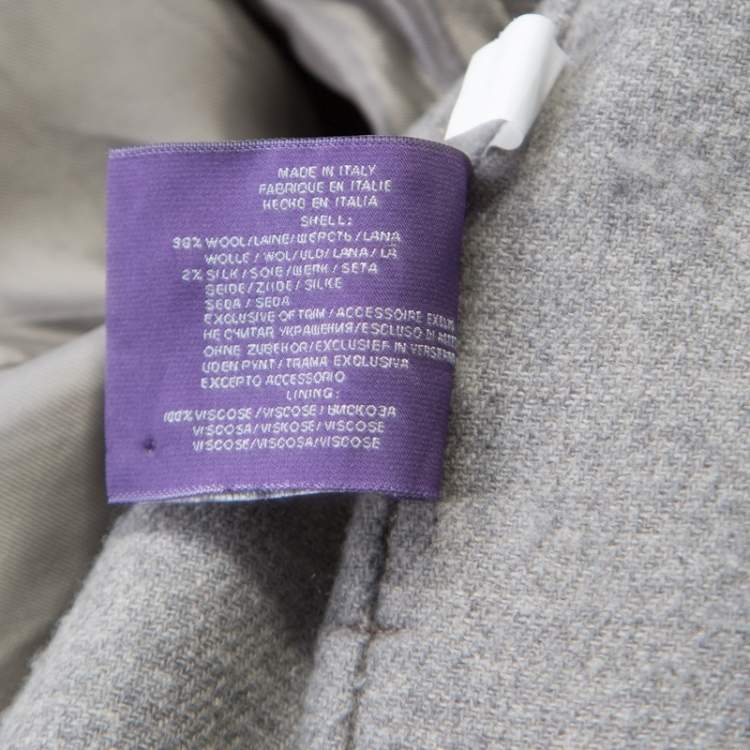 MADE IN ITALY
FABRIQUE EN ITALIE
HECHO EN ITALIA
SHELL:
98% WOOL/LAINE/ШЕРСТЬ/LANA
WOLLE/WOL/ULD/LANA/LÃ
2% SILK/SOIE/ШЕЛК/SETA
SEIDE/ZIJDE/SILKE
SEDA/SEDA
EXCLUSIVE OF TRIM/ACCESSOIRE
НЕ СЧИТАЯ УКРАШЕНИЯ/ESCLUSO DI
OHNE ZUBEHOR/EXCLUSIEF IN
UDEN PYNT/TRAMA EXCLUSIVA
EXCEPTO ACCESSORIO
LINING:
100% VISCOSE/VISCOSE/ВИСКОЗА
VISCOSA/VISKOSE/VISCOSE
VISCOSE/VISCOSA/VISCOSE